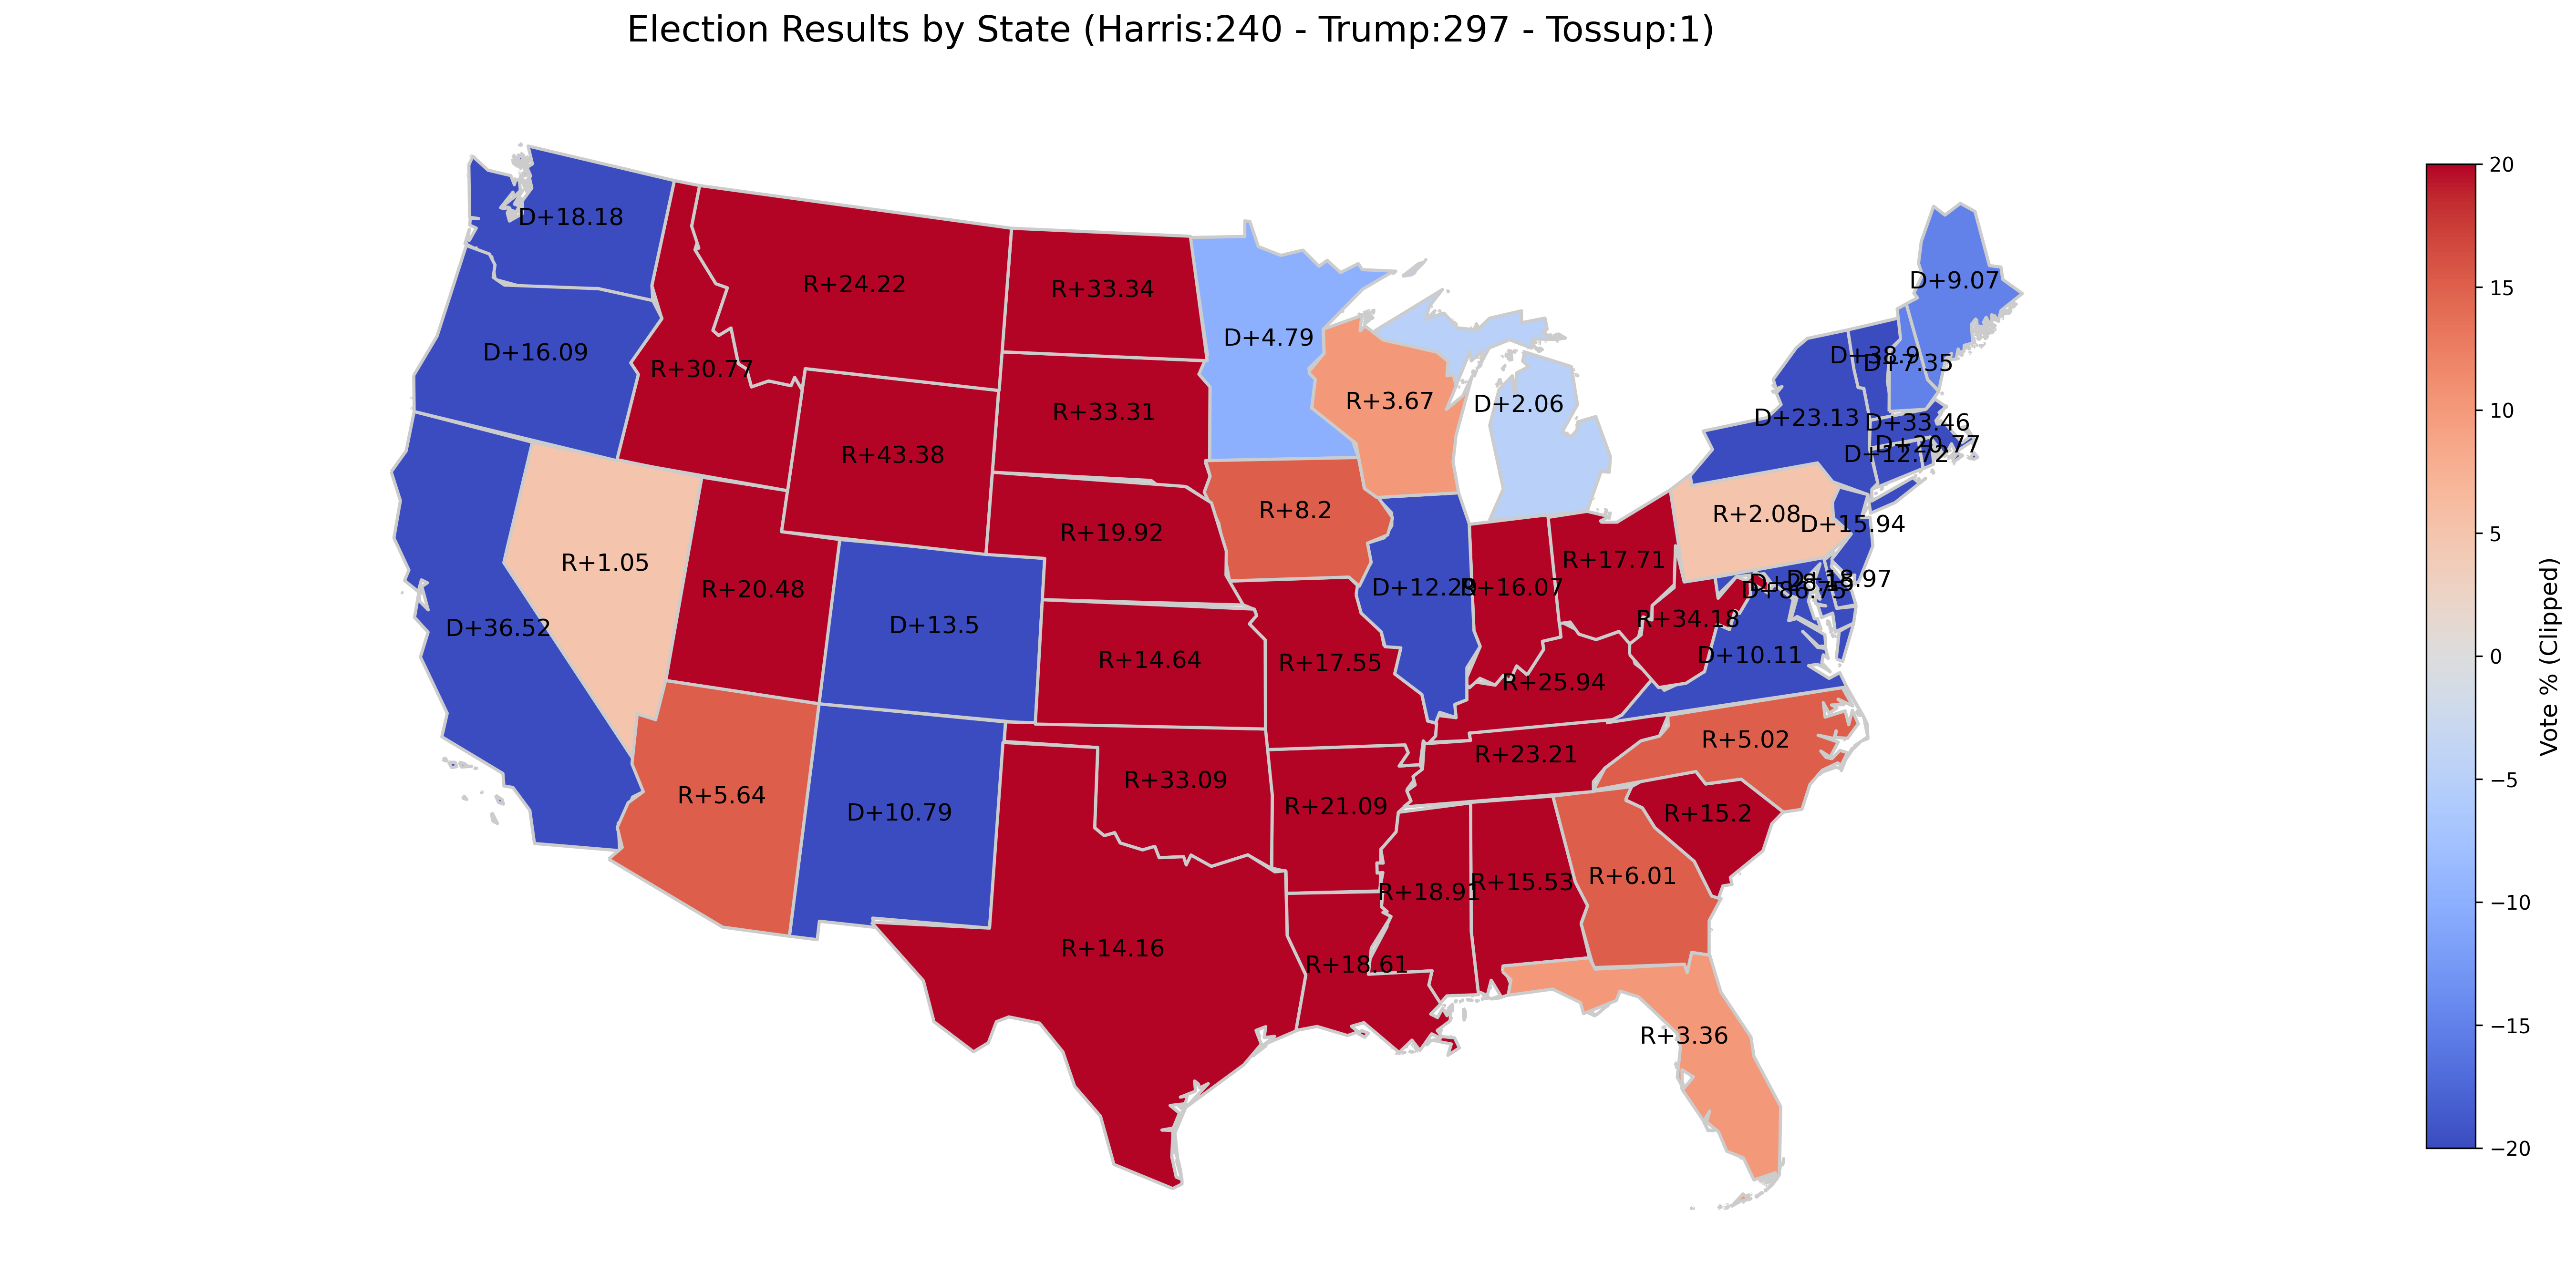 Election Results by State (Harris:240 - Trump:297 - Tossup:1)
D+18.18
R+24.22
R+33.34
D+4.79
D+9.07
D+16.09
R+30.77
R+33.31
R+3.67
D+2.06
D+38.9
D+7.35
R+43.38
D+23.13
D+33.46
D+20.77
D+12.72
R+1.05
R+20.48
R+19.92
R+8.2
R+2.08
D+15.94
D+36.52
D+13.5
R+14.64
R+17.55
D+12.29
R+16.07
R+17.71
D+86.75
R+34.18
D+10.11
R+25.94
R+5.64
D+10.79
R+33.09
R+21.09
R+23.21
R+5.02
R+15.2
R+14.16
R+18.61
R+18.91
R+15.53
R+6.01
R+3.36
20
15
10
5
0
−5
−10
−15
−20
Vote % (Clipped)